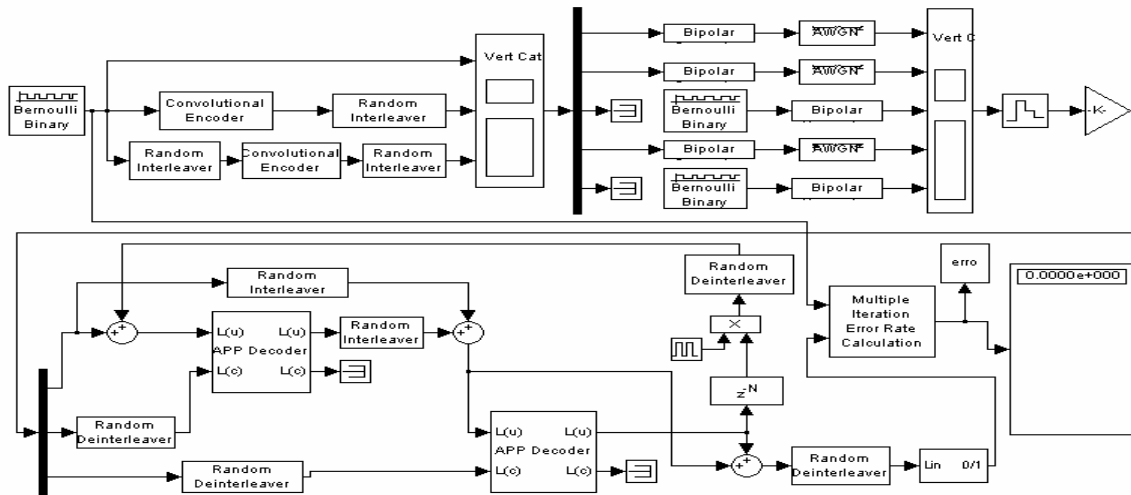 Bernoulli
Binary
Convolutional
Encoder
Random
Interleaver
Random
Interleaver
Convolutional
Encoder
Random
Interleaver
Vert Cat
Bipolar
AWGN
Bipolar
AWGN
Bernoulli
Binary
Bipolar
Bipolar
AWGN
Bernoulli
Binary
Bipolar
Vert C
-K-
Random
Interleaver
Random
Deinterleaver
erro
0.0000e+000
Multiple
Iteration
Error Rate
Calculation
+
+
L(u) L(u)
APP Decoder
L(c) L(c)
Random
Interleaver
+
+
X
z-N
Random
Deinterleaver
L(u) L(u)
APP Decoder
L(c) L(c)
Random
Deinterleaver
+
+
Random
Deinterleaver
Lin 0/1